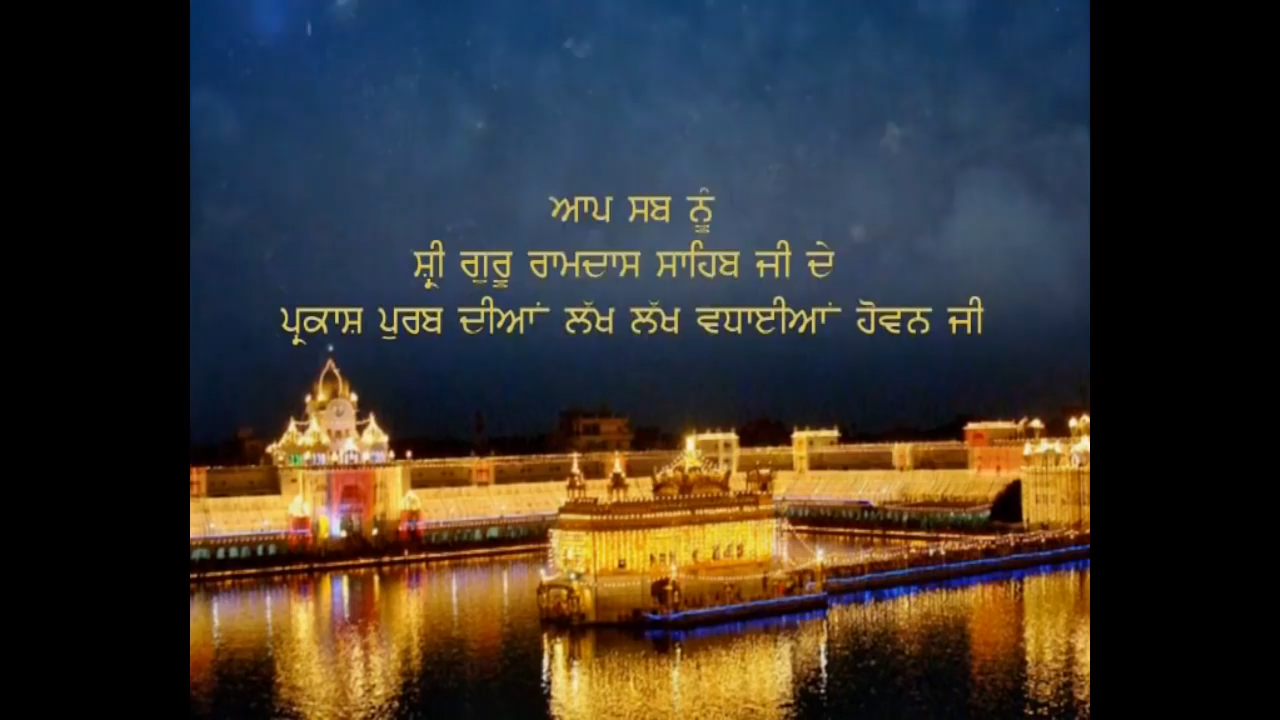 ਆਪ ਸਬ ਨੂੰ
ਸ਼੍ਰੀ ਗੁਰੂ ਰਾਮਦਾਸ ਸਾਹਿਬ ਜੀ ਦੇ
ਪ੍ਰਕਾਸ਼ ਪੁਰਬ ਦੀਆਂ ਲੱਖ ਲੱਖ ਵਧਾਈਆਂ ਹੋਵਨ ਜੀ